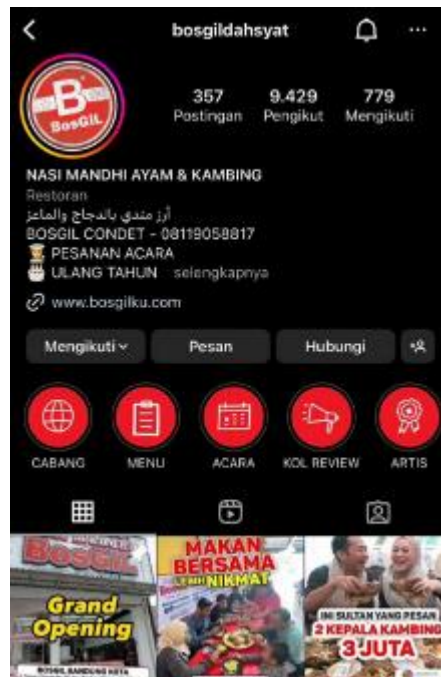 bosgildahsyat
B
BosGiL
357 9.429 779
Postingan Pengikut Mengikuti
NASI MANDHI AYAM & KAMBING
Restoran
أرز مندي بالدجاج والماعز
BOSGIL CONDET - 08119058817
PESANAN ACARA
ULANG TAHUN selengkapnya
www.bosgilku.com
Mengikuti Pesan Hubungi
CABANG MENU ACARA KOL REVIEW ARTIS
BosGiL
Grand
Opening
BOSGIL BANDUNG KOTA
MAKAN
BERSAMA
LEBIH NIKMAT
INI SULTAN YANG PESAN
2 KEPALA KAMBING
3 JUTA